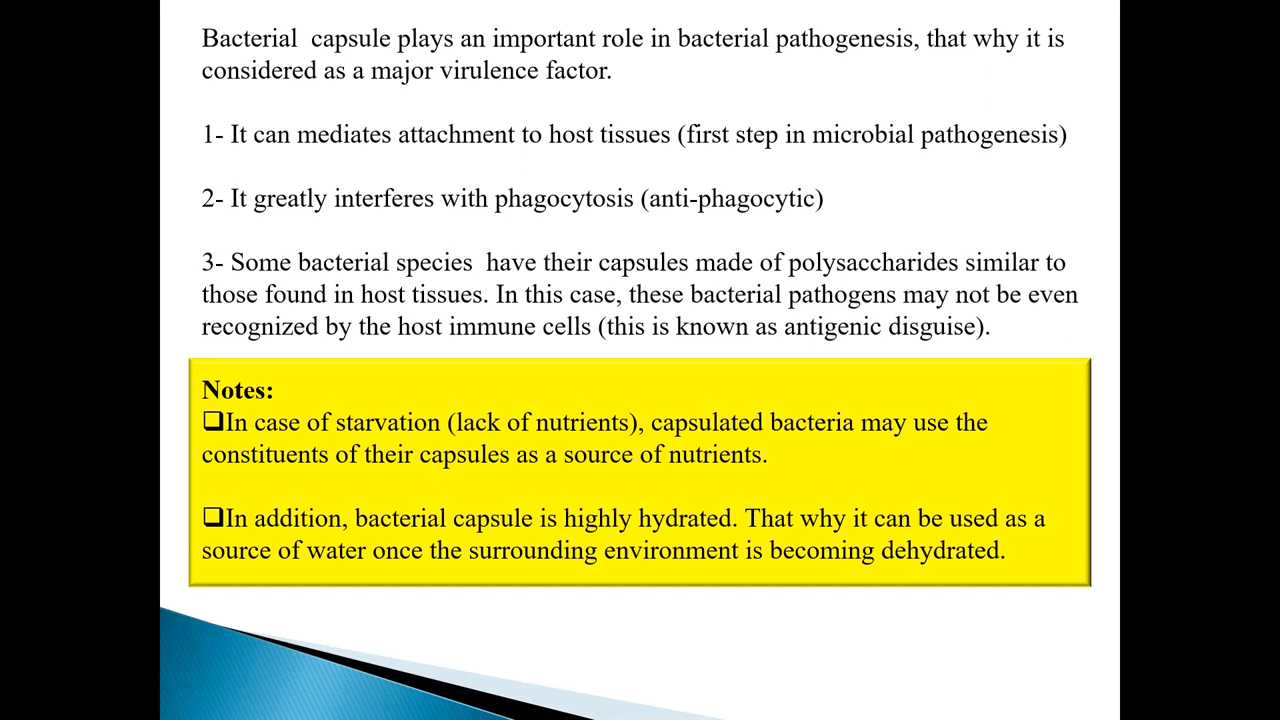 Bacterial  capsule plays an important role in bacterial pathogenesis, that why it is
considered as a major virulence factor.
1- It can mediates attachment to host tissues (first step in microbial pathogenesis)
2- It greatly interferes with phagocytosis (anti-phagocytic)
3- Some bacterial species  have their capsules made of polysaccharides similar to
those found in host tissues. In this case, these bacterial pathogens may not be even
recognized by the host immune cells (this is known as antigenic disguise).
Notes:
❑In case of starvation (lack of nutrients), capsulated bacteria may use the
constituents of their capsules as a source of nutrients.
❑In addition, bacterial capsule is highly hydrated. That why it can be used as a
source of water once the surrounding environment is becoming dehydrated.